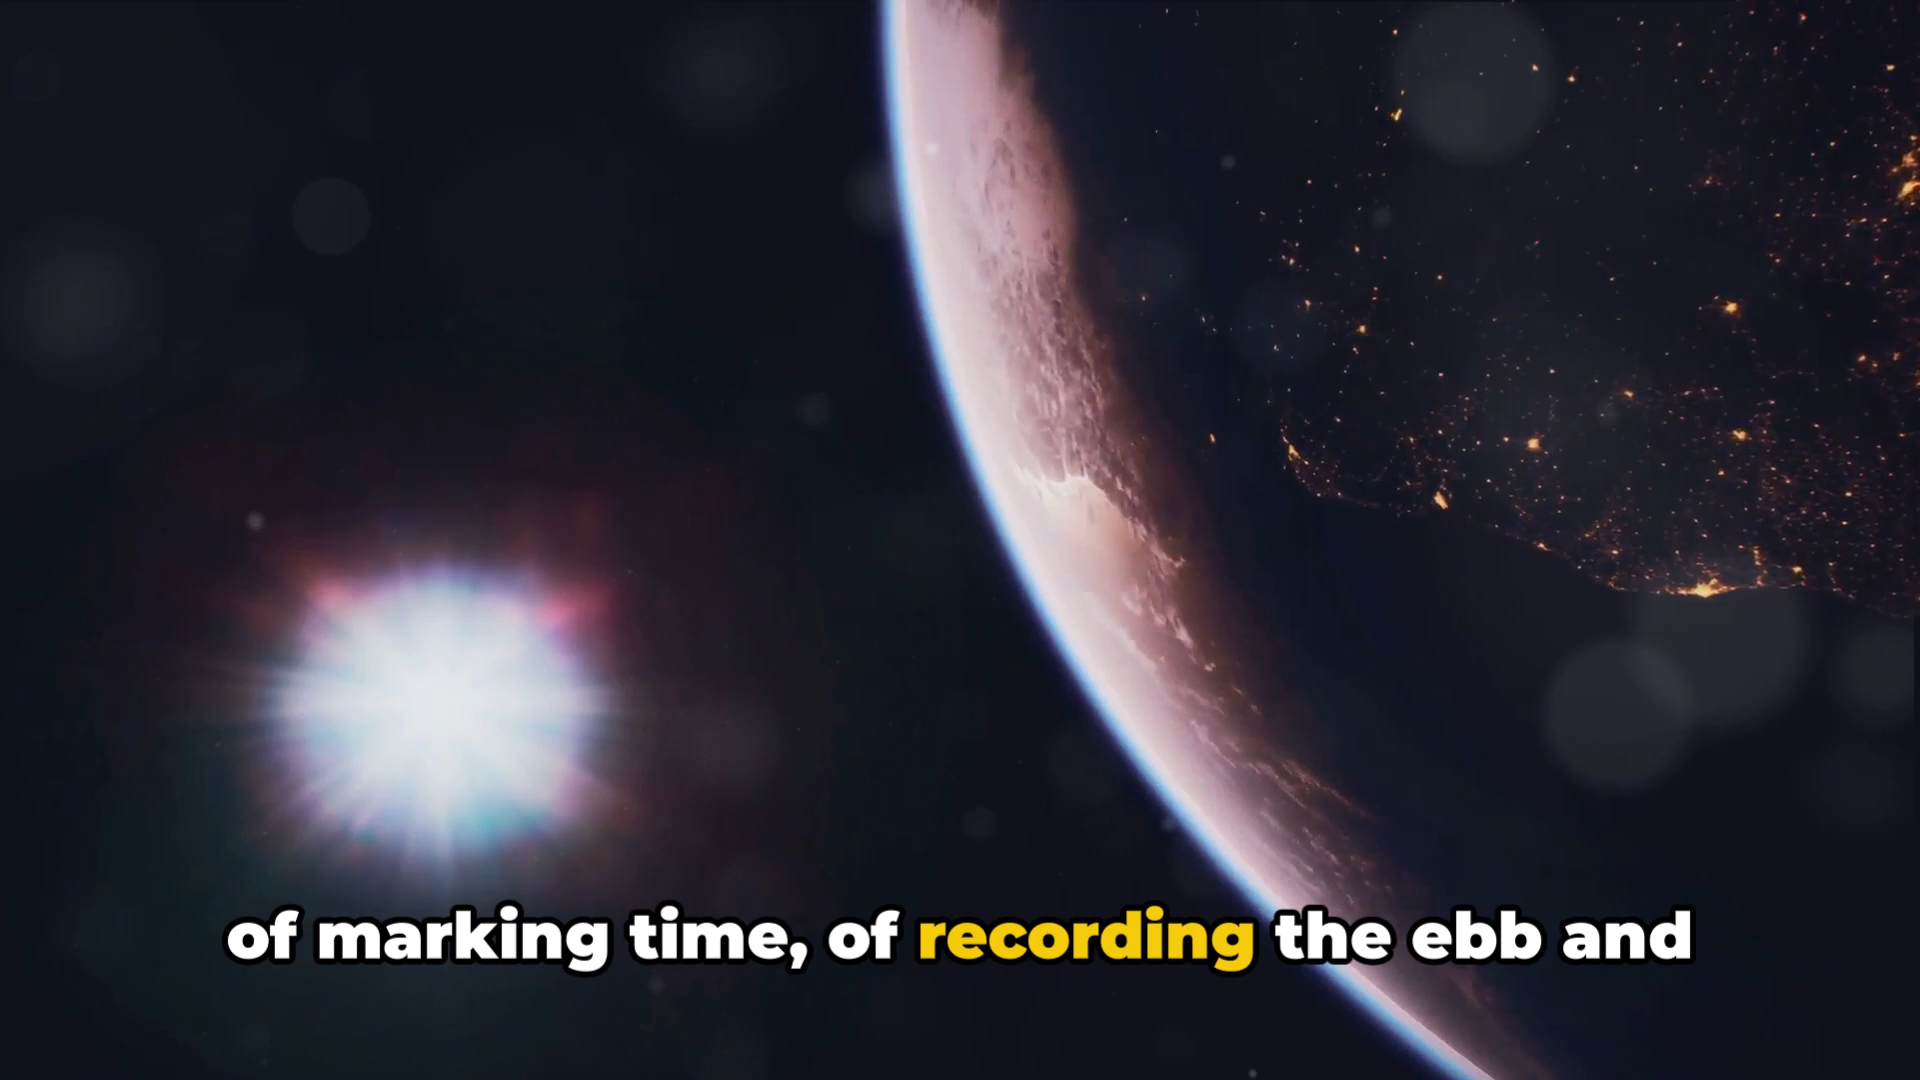 of marking time, of recording the ebb and